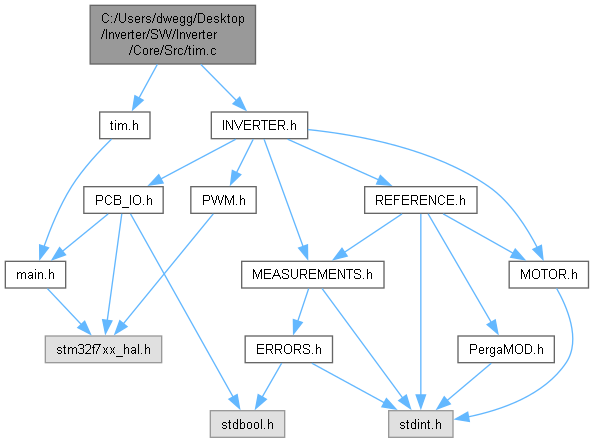 C:/Users/dwegg/Desktop
/Inverter/SW/Inverter
/Core/Src/tim.c
tim.h
INVERTER.h
PCB_IO.h
PWM.h
REFERENCE.h
main.h
MEASUREMENTS.h
MOTOR.h
stm32f7xx_hal.h
ERRORS.h
PergaMOD.h
stdbool.h
stdint.h